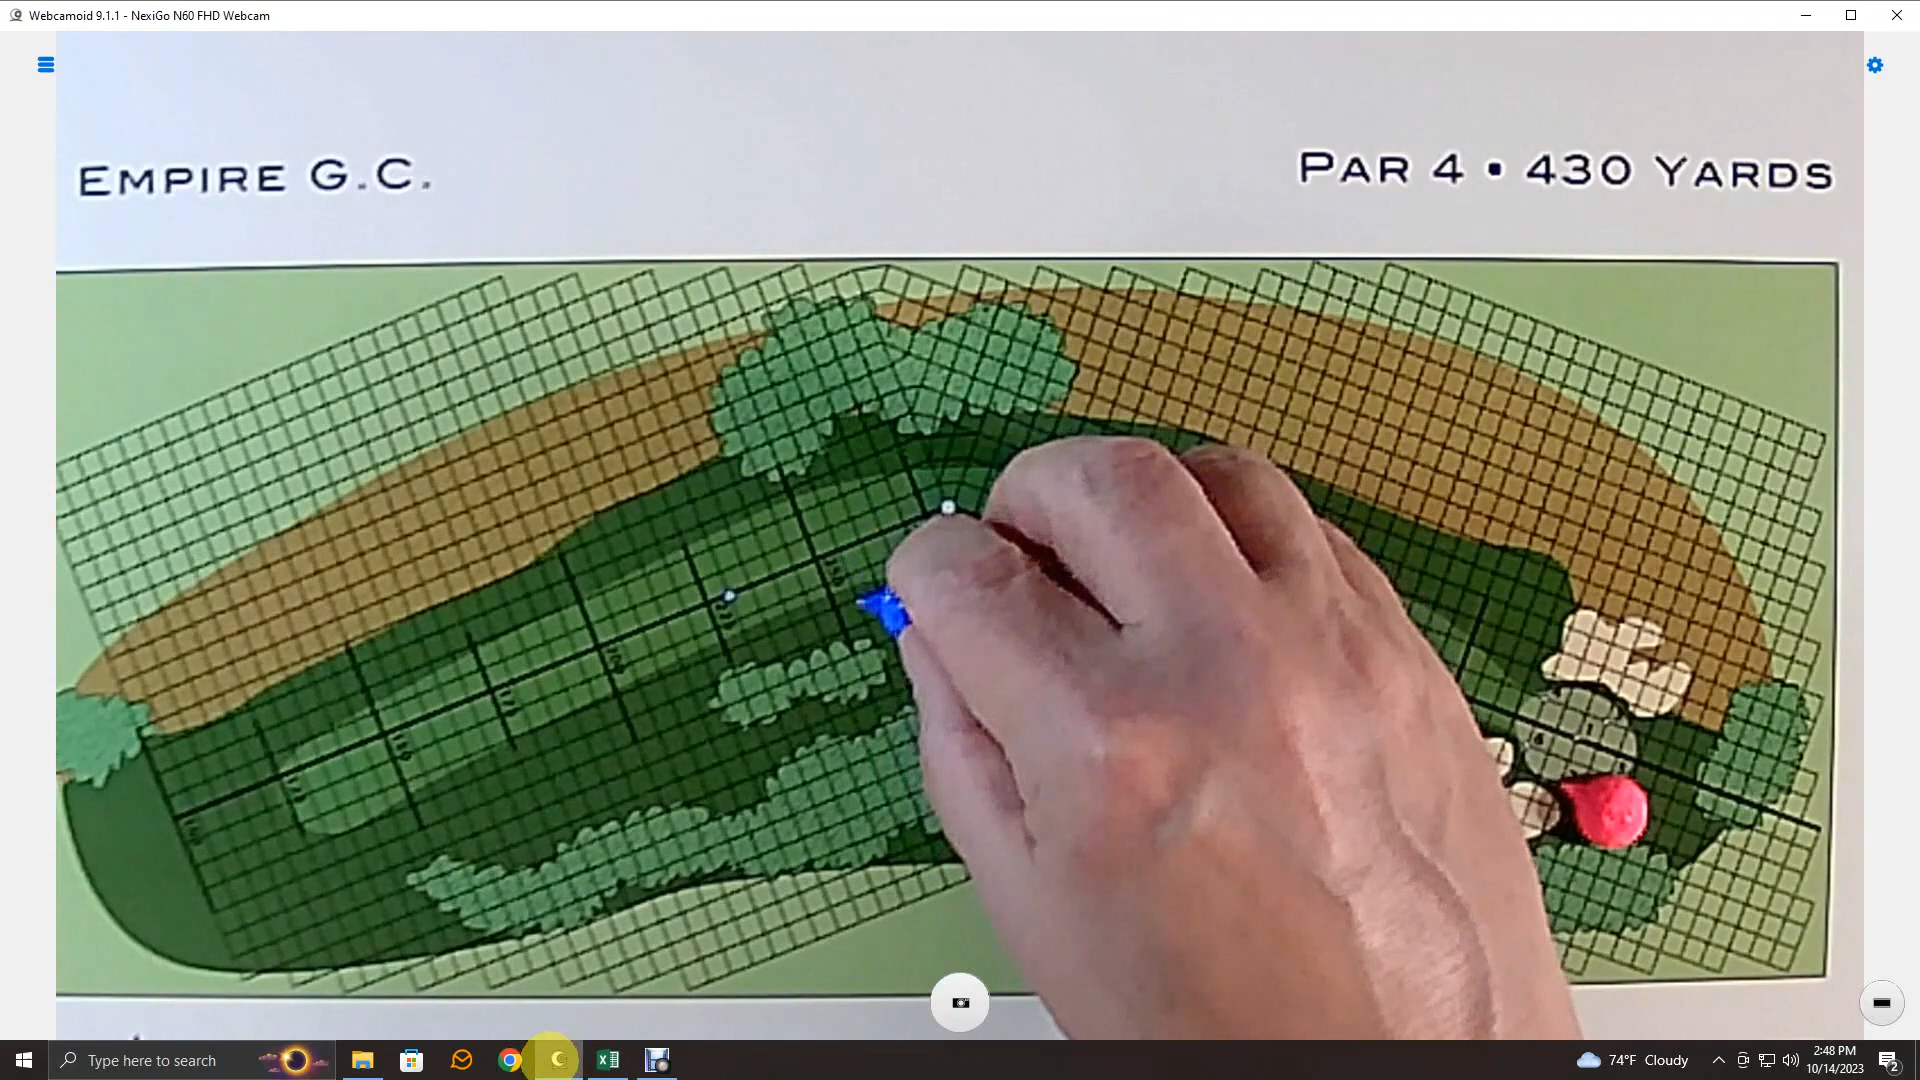 Webcamoid 9.1.1 - NexiGo N60 FHD Webcam
EMPIRE G.C.
PAR 4 • 430 YARDS
Type here to search
74°F Cloudy
2:48 PM
10/14/2023
2